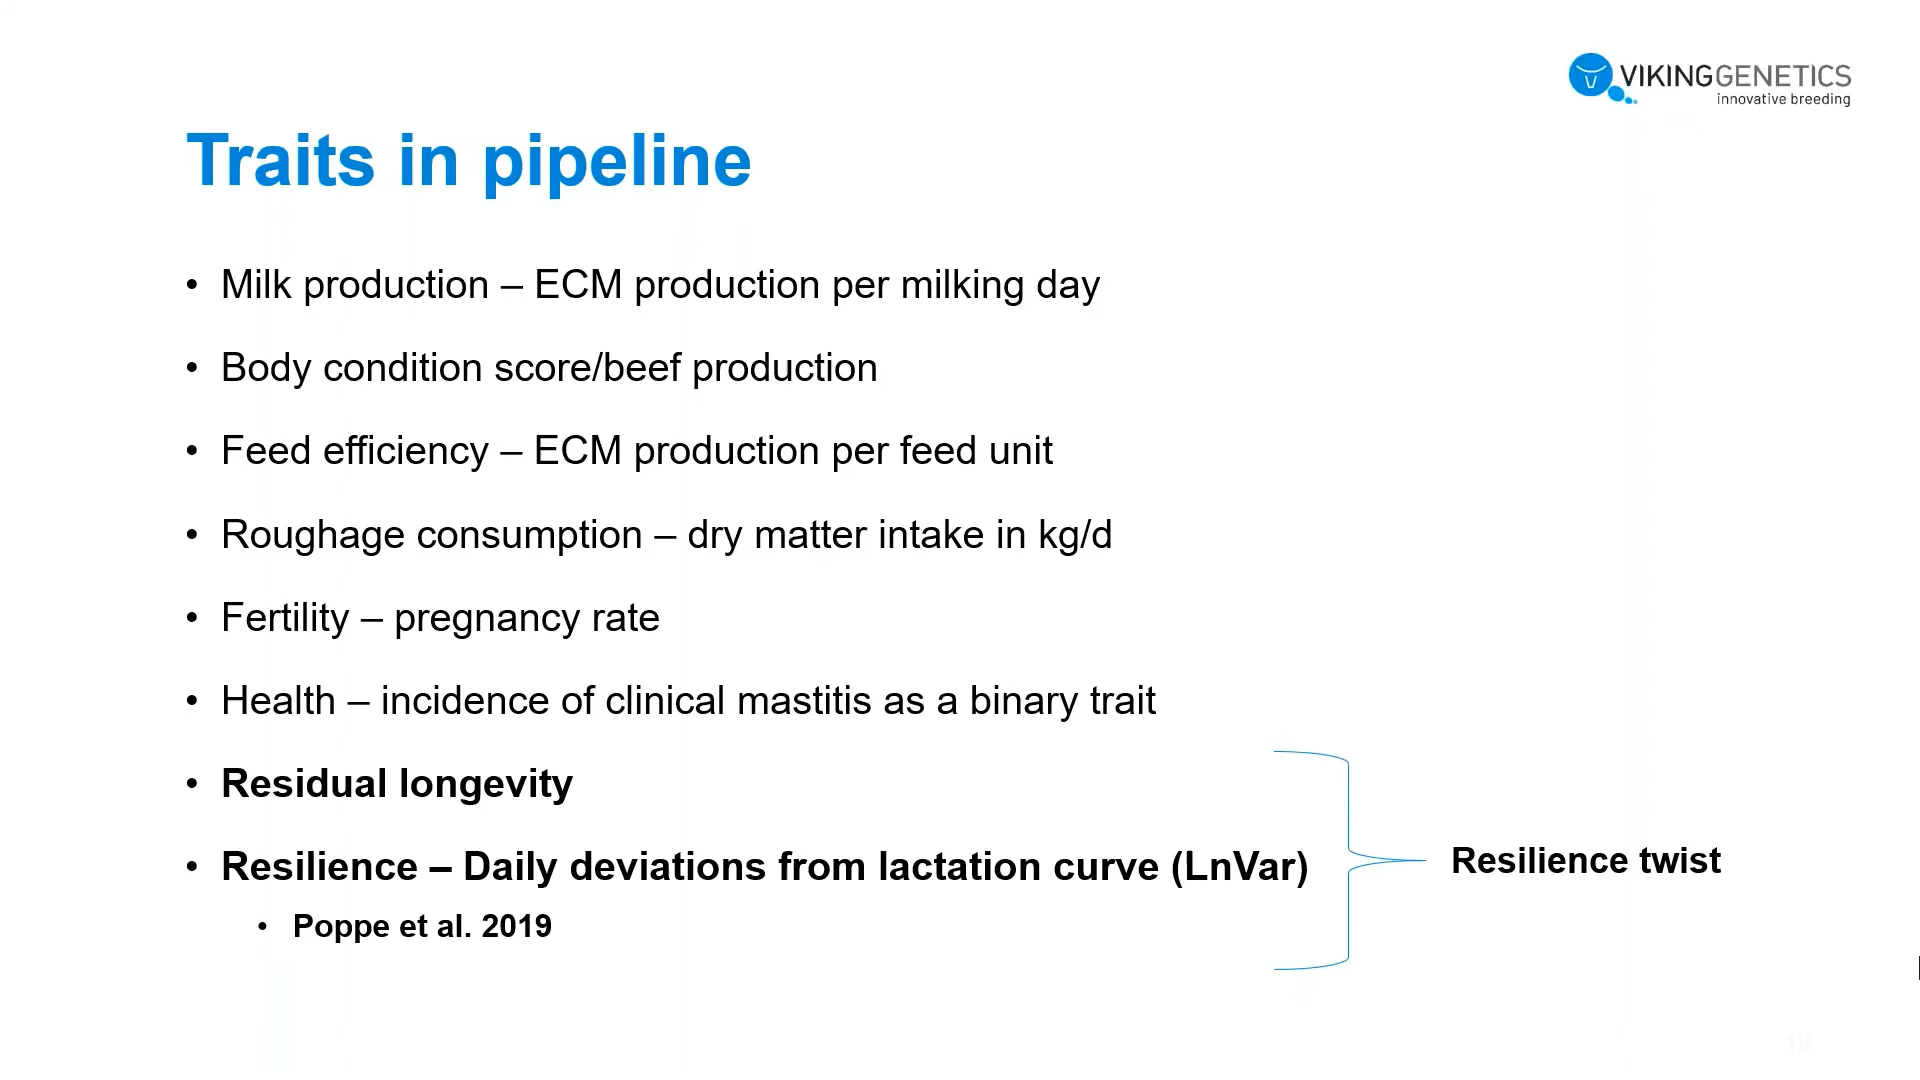 VIKINGGENETICS
innovative breeding
Traits in pipeline
• Milk production – ECM production per milking day
• Body condition score/beef production
• Feed efficiency – ECM production per feed unit
• Roughage consumption – dry matter intake in kg/d
• Fertility – pregnancy rate
• Health – incidence of clinical mastitis as a binary trait
• Residual longevity
• Resilience – Daily deviations from lactation curve (LnVar)
• Poppe et al. 2019
Resilience twist